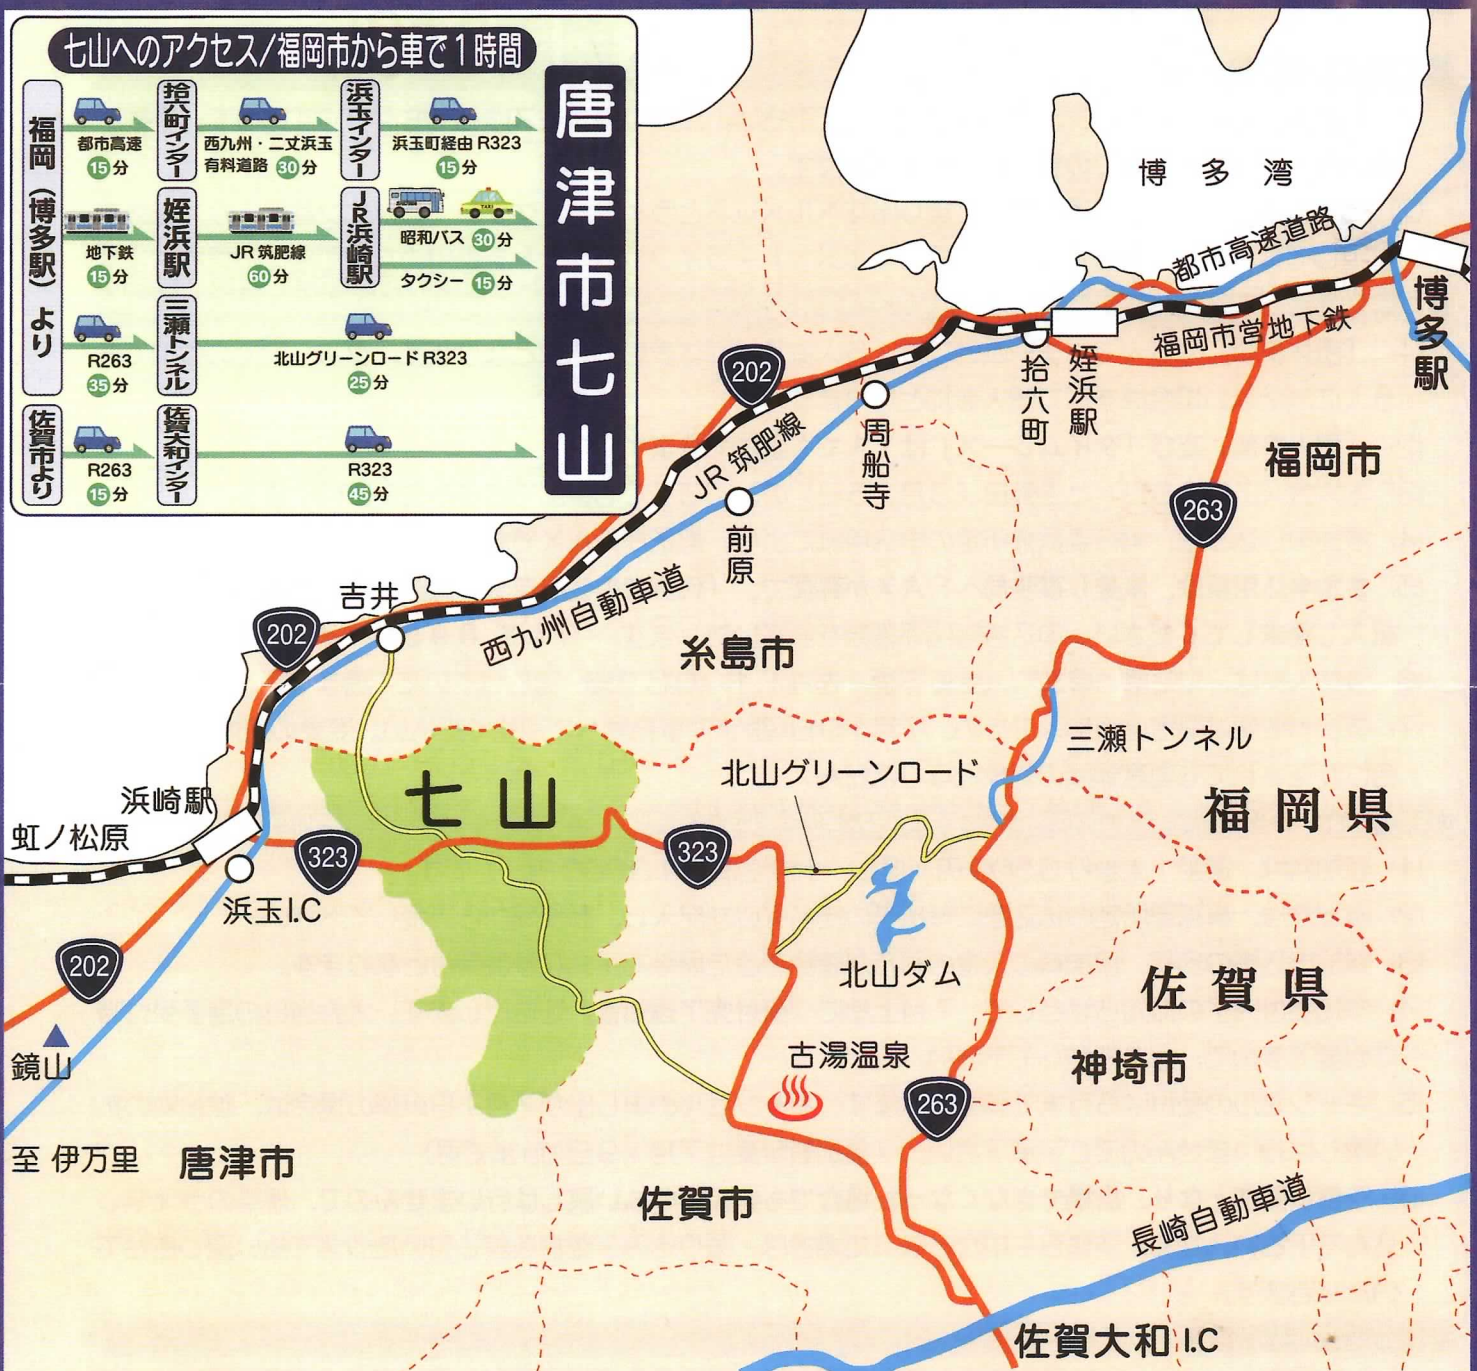 七山へのアクセス/福岡市から車で1時間
唐津市七山
福岡(博多駅)より
都市高速
15分
拾六町インター
西九州・二丈浜玉
有料道路 30分
浜玉インター
浜玉町経由 R323
15分
地下鉄
15分
姪浜駅
JR 筑肥線
60分
JR浜崎駅
昭和バス 30分
TAXI
タクシー 15分
R263
35分
三瀬トンネル
北山グリーンロード R323
25分
佐賀市より
R263
15分
佐賀大和インター
R323
45分
博多湾
都市高速道路
博多駅
福岡市営地下鉄
姪浜駅
拾六町
202
周船寺
JR 筑肥線
福岡市
263
前原
吉井
西九州自動車道
202
糸島市
三瀬トンネル
北山グリーンロード
七山
浜崎駅
福岡県
虹ノ松原
323
323
浜玉I.C
202
北山ダム
佐賀県
鏡山
古湯温泉
神埼市
263
至 伊万里
唐津市
佐賀市
長崎自動車道
佐賀大和I.C